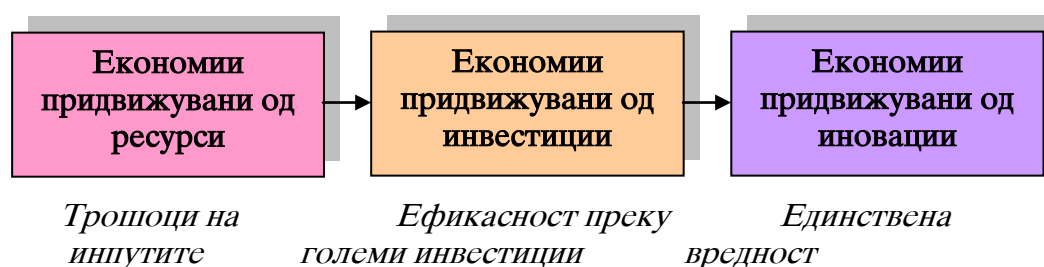 Економии
придвижувани од
ресурси
Економии
придвижувани од
инвестиции
Економии
придвижувани од
иновации
Трошоци на Ефикасност преку Единствена
инпутите големи инвестиции вредност